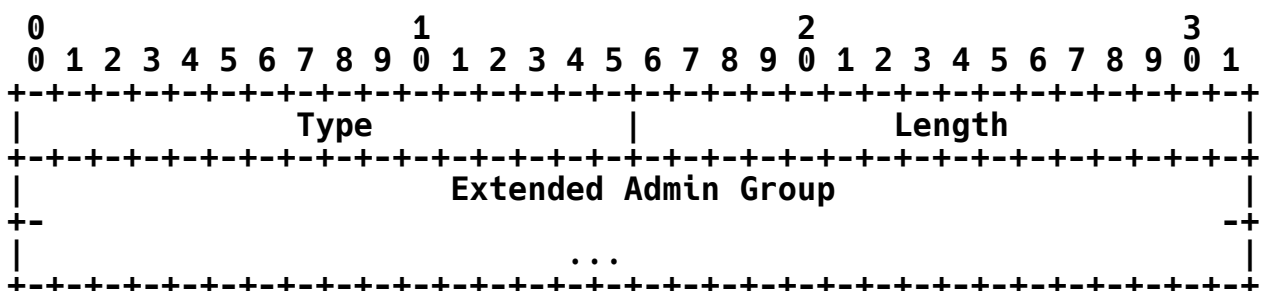 0                   1                   2                   3
 0 1 2 3 4 5 6 7 8 9 0 1 2 3 4 5 6 7 8 9 0 1 2 3 4 5 6 7 8 9 0 1
+-+-+-+-+-+-+-+-+-+-+-+-+-+-+-+-+-+-+-+-+-+-+-+-+-+-+-+-+-+-+-+-+
|              Type             |             Length            |
+-+-+-+-+-+-+-+-+-+-+-+-+-+-+-+-+-+-+-+-+-+-+-+-+-+-+-+-+-+-+-+-+
|                      Extended Admin Group                     |
+-                                                             -+
|                            ...                                |
+-+-+-+-+-+-+-+-+-+-+-+-+-+-+-+-+-+-+-+-+-+-+-+-+-+-+-+-+-+-+-+-+